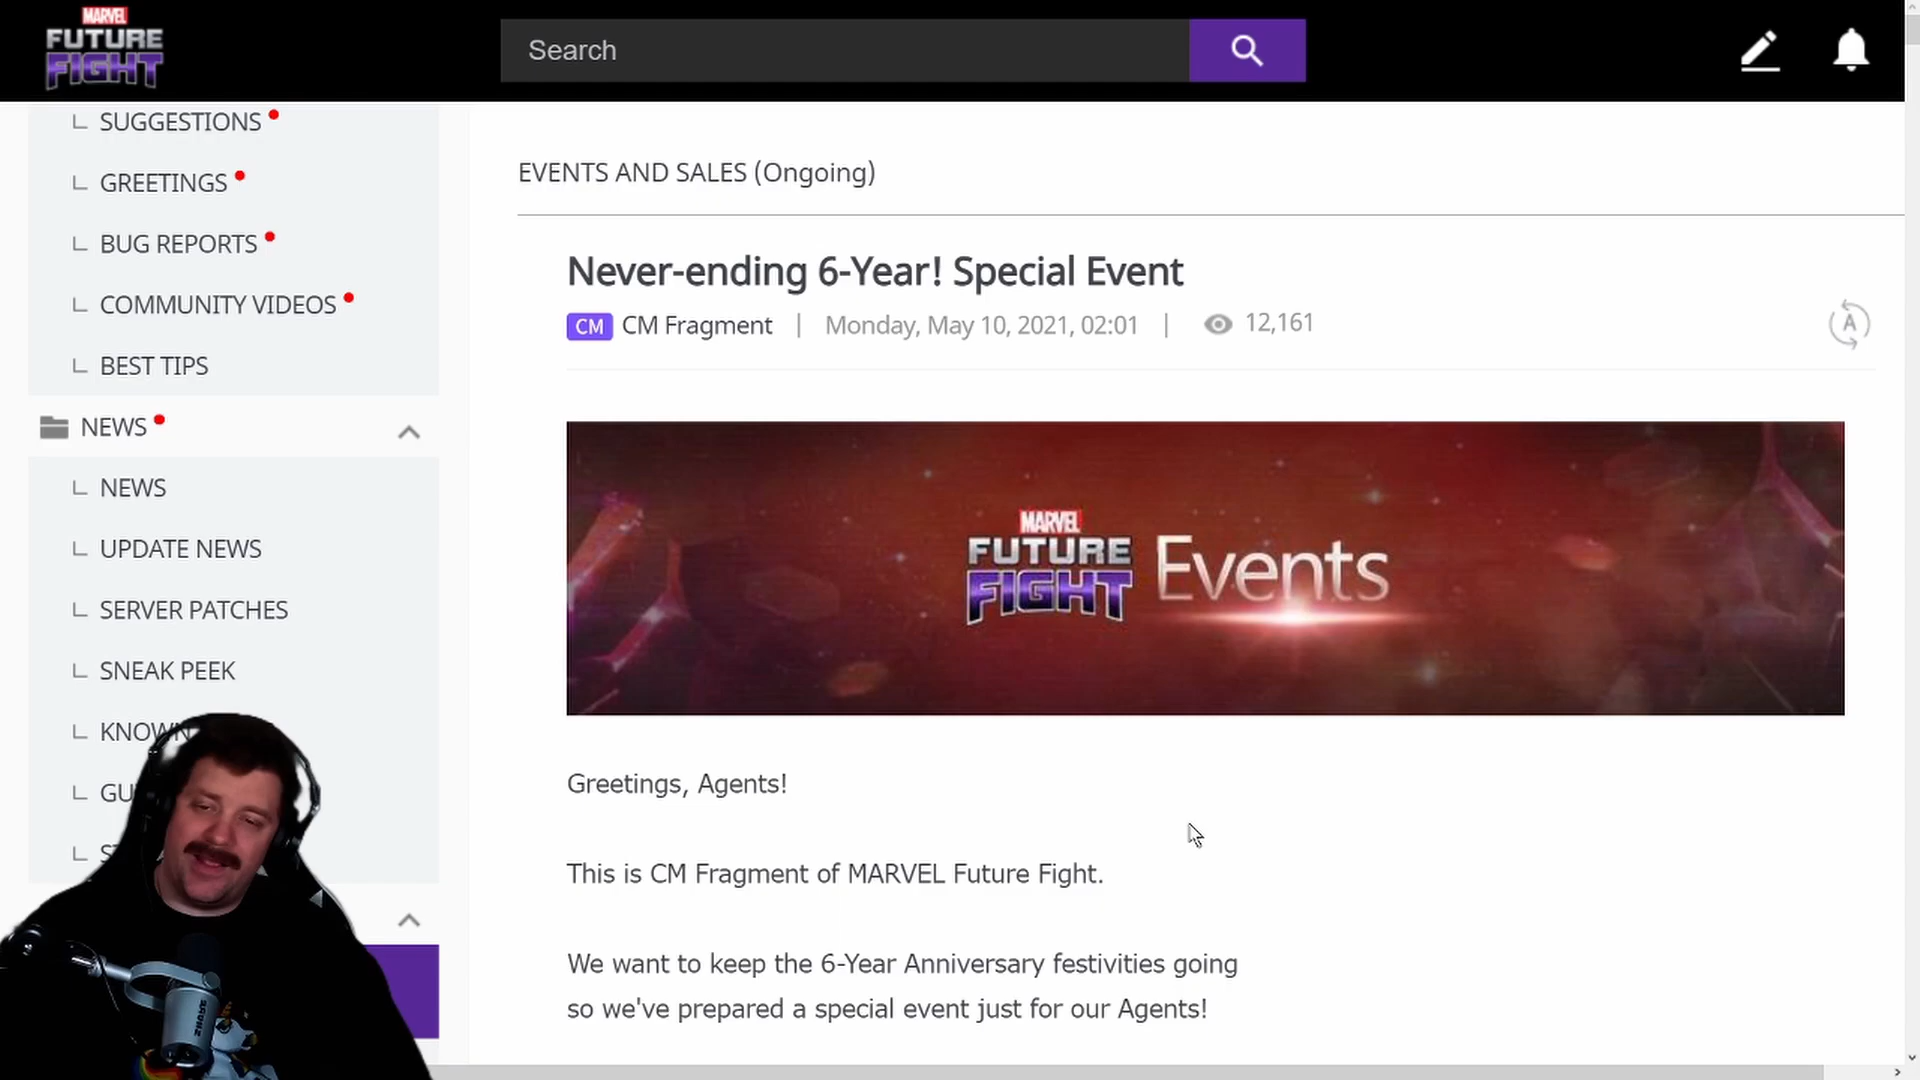 MARVEL
FUTURE
FIGHT
Search
SUGGESTIONS
GREETINGS
BUG REPORTS
COMMUNITY VIDEOS
BEST TIPS
NEWS
NEWS
UPDATE NEWS
SERVER PATCHES
SNEAK PEEK
KNOWN
EVENTS AND SALES (Ongoing)
Never-ending 6-Year! Special Event
CM CM Fragment | Monday, May 10, 2021, 02:01 | 12,161
A
MARVEL
FUTURE
FIGHT
Events
Greetings, Agents!
This is CM Fragment of MARVEL Future Fight.
We want to keep the 6-Year Anniversary festivities going
so we've prepared a special event just for our Agents!